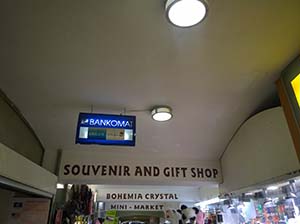 BANKOMAT
SOUVENIR AND GIFT SHOP
BOHEMIA CRYSTAL
MINI - MARKET